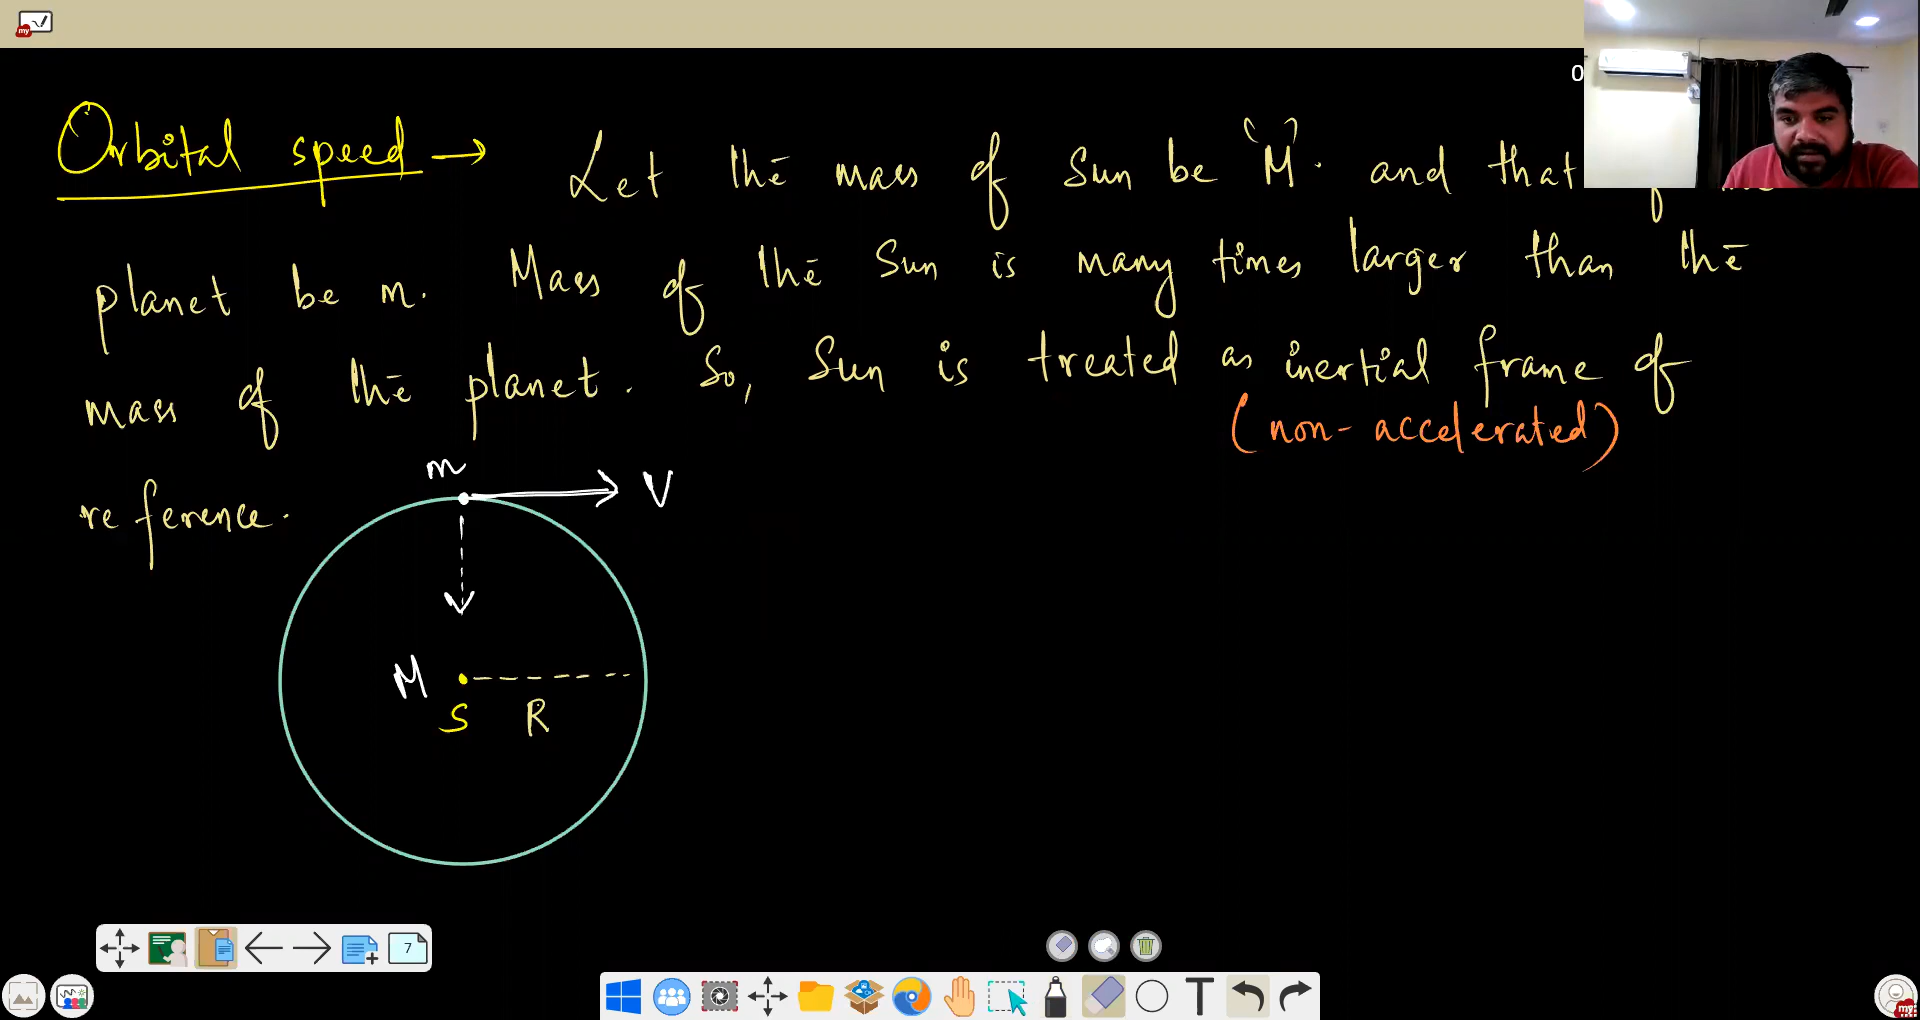 0
Orbital speed → Let the mass of Sun be 'M'. and that
planet be m. Mass of the Sun is many times larger than the
mass of the planet. So, Sun is treated as inertial frame of
(non-accelerated)
reference.
m
V
M
S
R
7
T
my
my